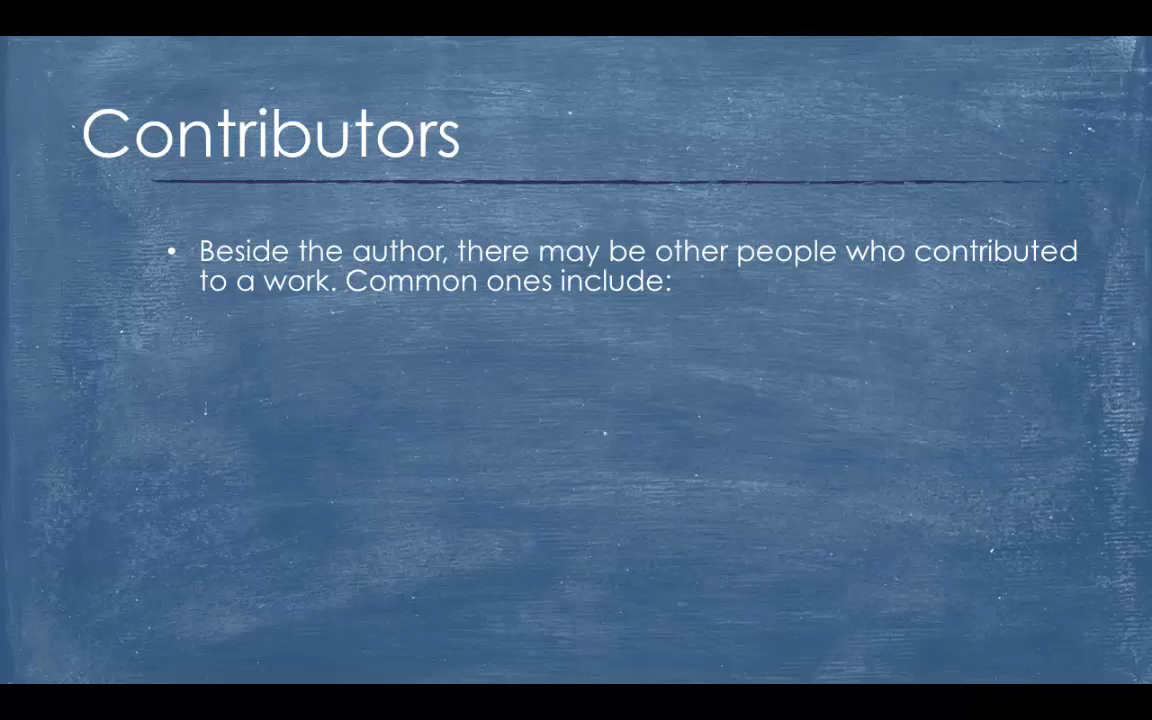 Contributors
• Beside the author, there may be other people who contributed
to a work. Common ones include: